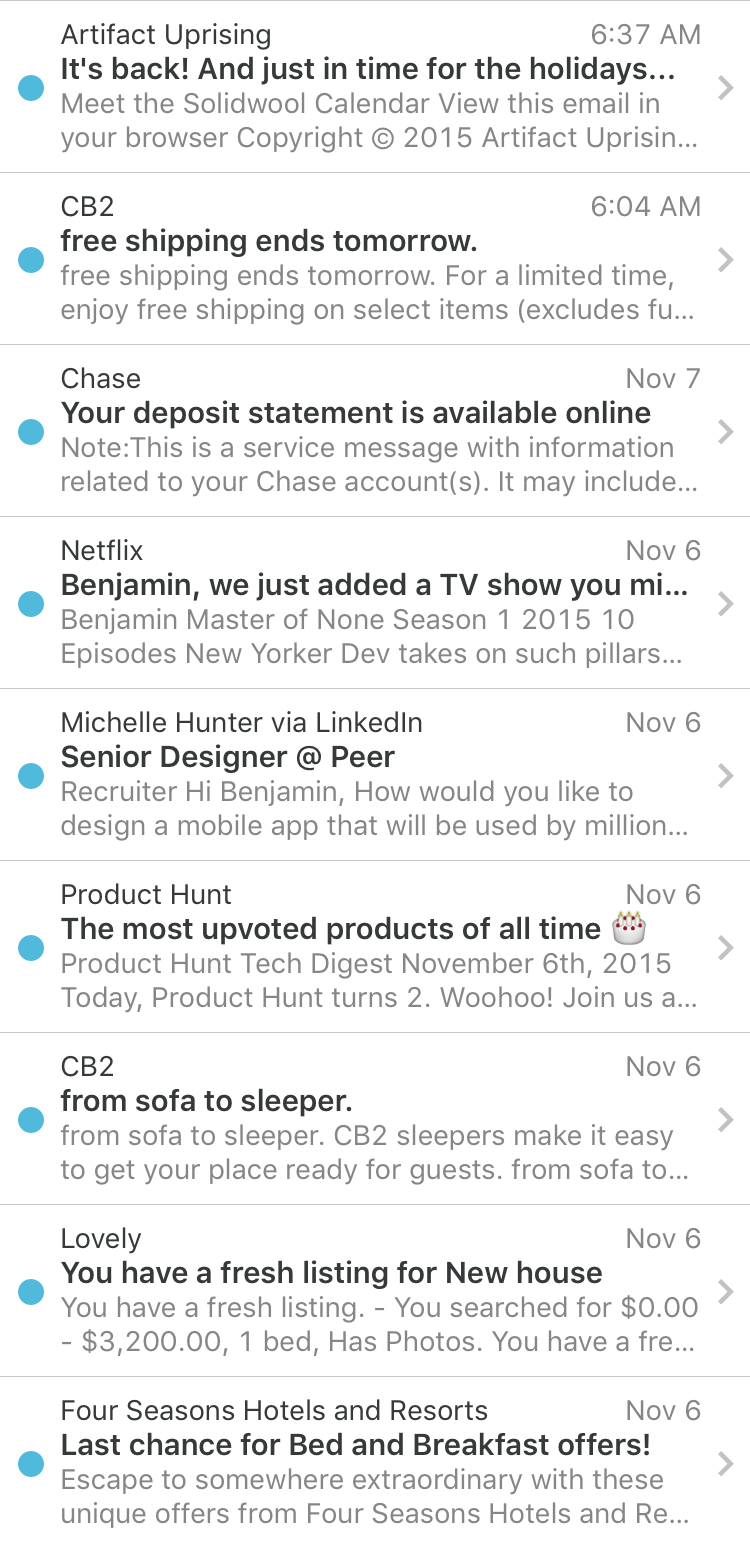 Artifact Uprising 6:37 AM
It's back! And just in time for the holidays...
Meet the Solidwool Calendar View this email in
your browser Copyright © 2015 Artifact Uprisin...
CB2 6:04 AM
free shipping ends tomorrow.
free shipping ends tomorrow. For a limited time,
enjoy free shipping on select items (excludes fu...
Chase Nov 7
Your deposit statement is available online
Note:This is a service message with information
related to your Chase account(s). It may include...
Netflix Nov 6
Benjamin, we just added a TV show you mi...
Benjamin Master of None Season 1 2015 10
Episodes New Yorker Dev takes on such pillars...
Michelle Hunter via LinkedIn Nov 6
Senior Designer @ Peer
Recruiter Hi Benjamin, How would you like to
design a mobile app that will be used by million...
Product Hunt Nov 6
The most upvoted products of all time 🎂
Product Hunt Tech Digest November 6th, 2015
Today, Product Hunt turns 2. Woohoo! Join us a...
CB2 Nov 6
from sofa to sleeper.
from sofa to sleeper. CB2 sleepers make it easy
to get your place ready for guests. from sofa to...
Lovely Nov 6
You have a fresh listing for New house
You have a fresh listing. - You searched for $0.00
- $3,200.00, 1 bed, Has Photos. You have a fre...
Four Seasons Hotels and Resorts Nov 6
Last chance for Bed and Breakfast offers!
Escape to somewhere extraordinary with these
unique offers from Four Seasons Hotels and Re...